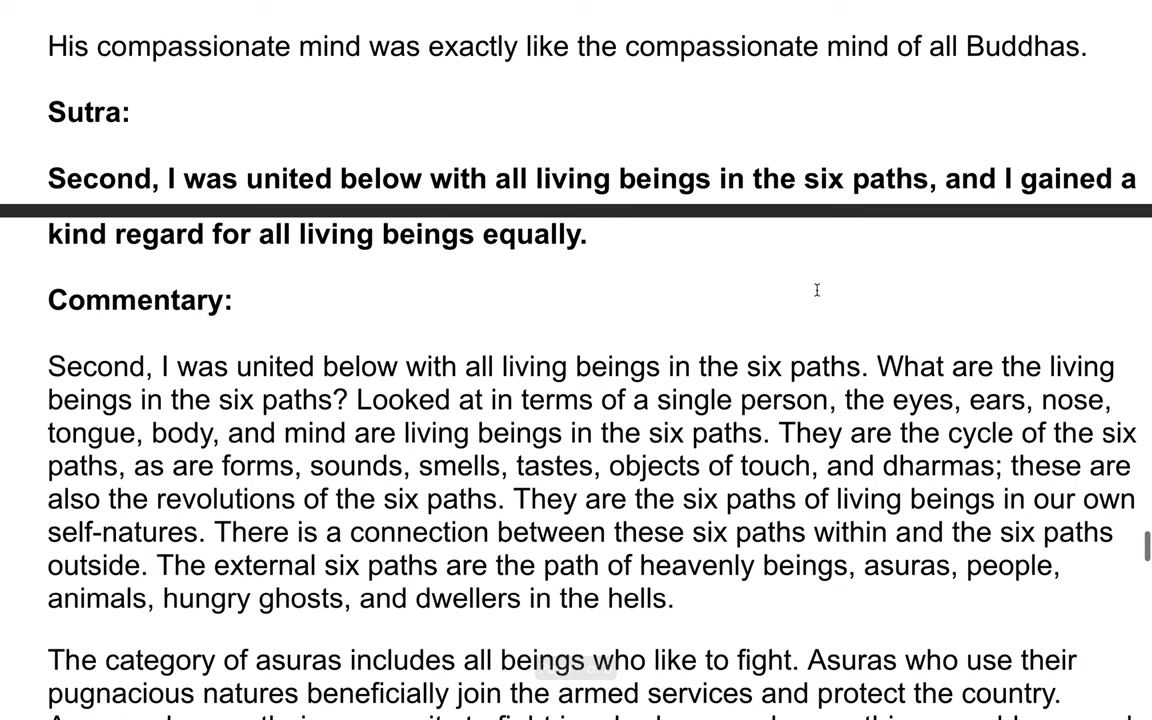 His compassionate mind was exactly like the compassionate mind of all Buddhas.
Sutra:
Second, I was united below with all living beings in the six paths, and I gained a
kind regard for all living beings equally.
Commentary:
Second, I was united below with all living beings in the six paths. What are the living
beings in the six paths? Looked at in terms of a single person, the eyes, ears, nose,
tongue, body, and mind are living beings in the six paths. They are the cycle of the six
paths, as are forms, sounds, smells, tastes, objects of touch, and dharmas; these are
also the revolutions of the six paths. They are the six paths of living beings in our own
self-natures. There is a connection between these six paths within and the six paths
outside. The external six paths are the path of heavenly beings, asuras, people,
animals, hungry ghosts, and dwellers in the hells.
The category of asuras includes all beings who like to fight. Asuras who use their
pugnacious natures beneficially join the armed services and protect the country.